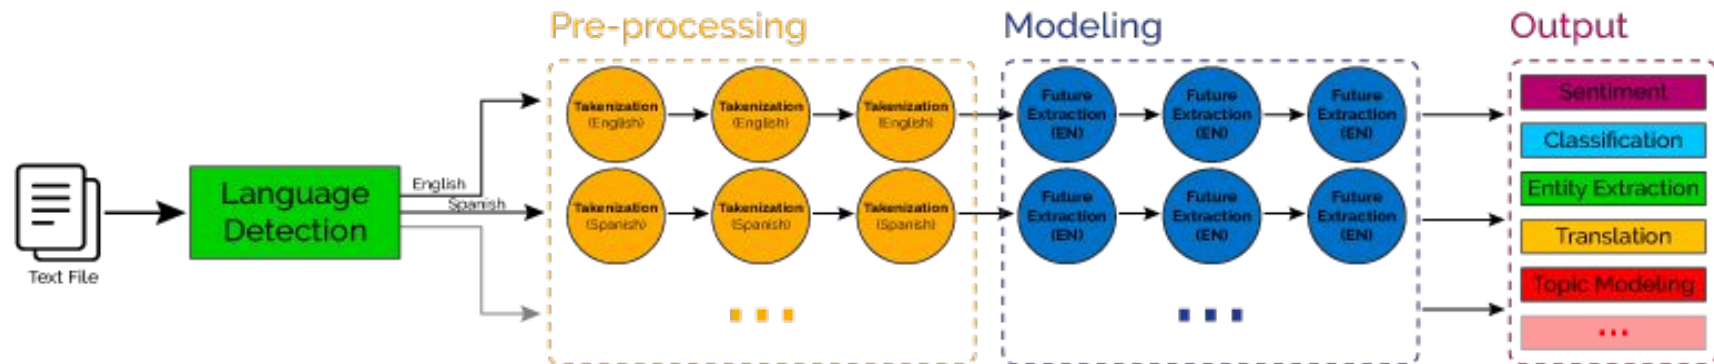 Pre-processing
Modeling
Output
Takenization
(English)
Takenization
(English)
Takenization
(English)
Future
Extraction
(EN)
Future
Extraction
(EN)
Future
Extraction
(EN)
Sentiment
Classification
Entity Extraction
Translation
Topic Modeling
...
Text File
Language
Detection
English
Spanish
Takenization
(Spanish)
Takenization
(Spanish)
Takenization
(Spanish)
Future
Extraction
(EN)
Future
Extraction
(EN)
Future
Extraction
(EN)
...
...